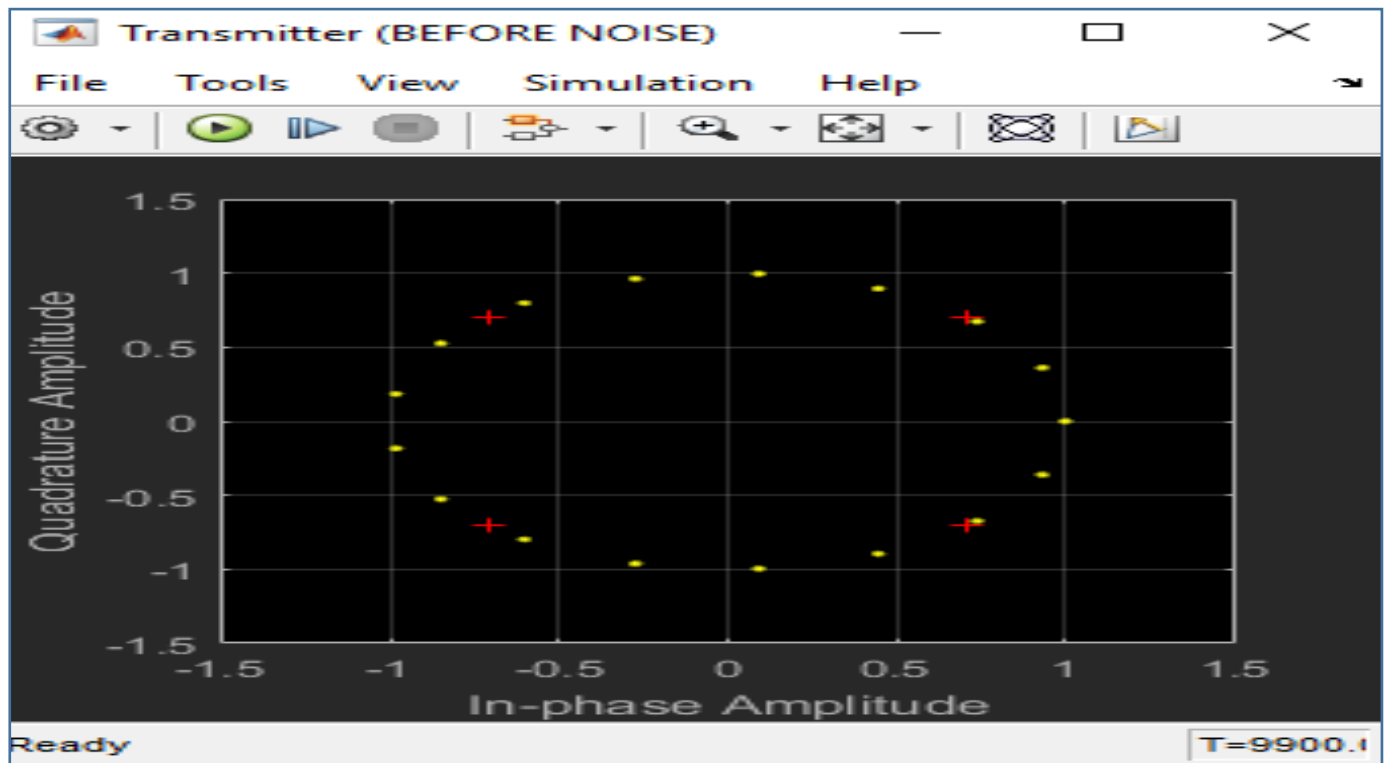 Transmitter (BEFORE NOISE)
File Tools View Simulation Help
1.5
1
0.5
0
-0.5
-1
-1.5
Quadrature Amplitude
-1.5 -1 -0.5 0 0.5 1 1.5
In-phase Amplitude
Ready T=9900.